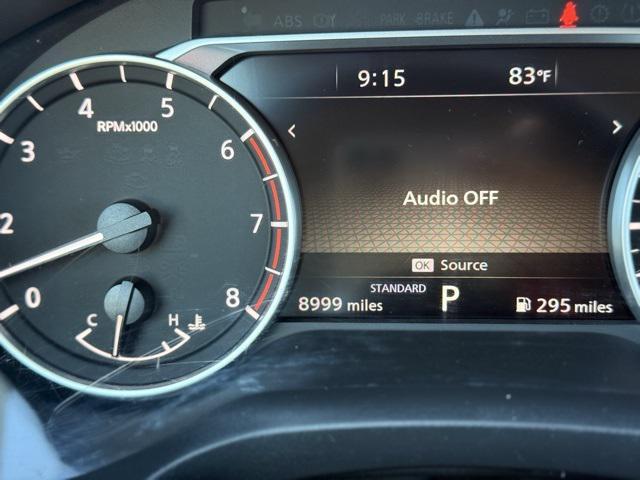 ABS PARK BRAKE
9:15 83°F
4 5
RPMx1000
3 6
< >
Audio OFF
2 7
OK Source
STANDARD
0 8 8999 miles P 295 miles
C H